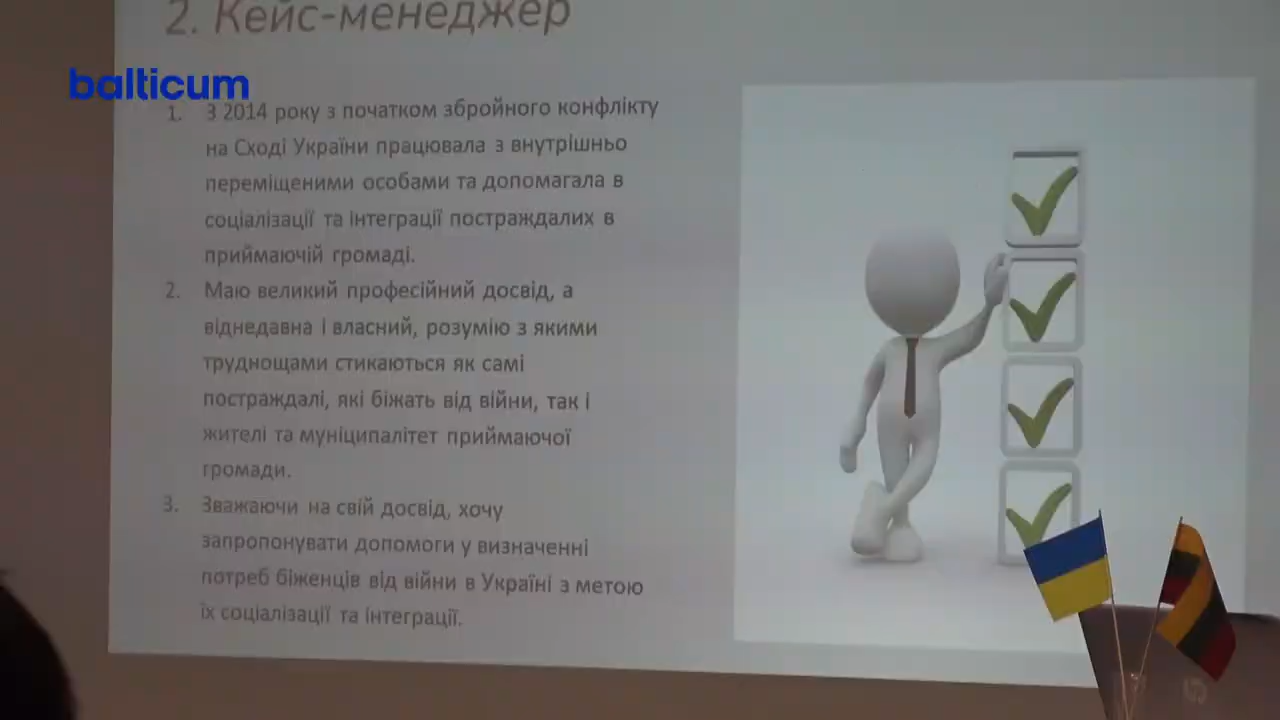 2. Кейс-менеджер
balticum
1. З 2014 року з початком збройного конфлікту
на Сході України працювала з внутрішньо
переміщеними особами та допомагала в
соціалізації та інтеграції постраждалих в
приймаючій громаді.
2. Маю великий професійний досвід, а
віднедавна і власний, розумію з якими
труднощами стикаються як самі
постраждалі, які біжать від війни, так і
жителі та муніципалітет приймаючої
громади.
3. Зважаючи на свій досвід, хочу
запропонувати допомоги у визначенні
потреб біженців від війни в Україні з метою
їх соціалізації та інтеграції.
hp